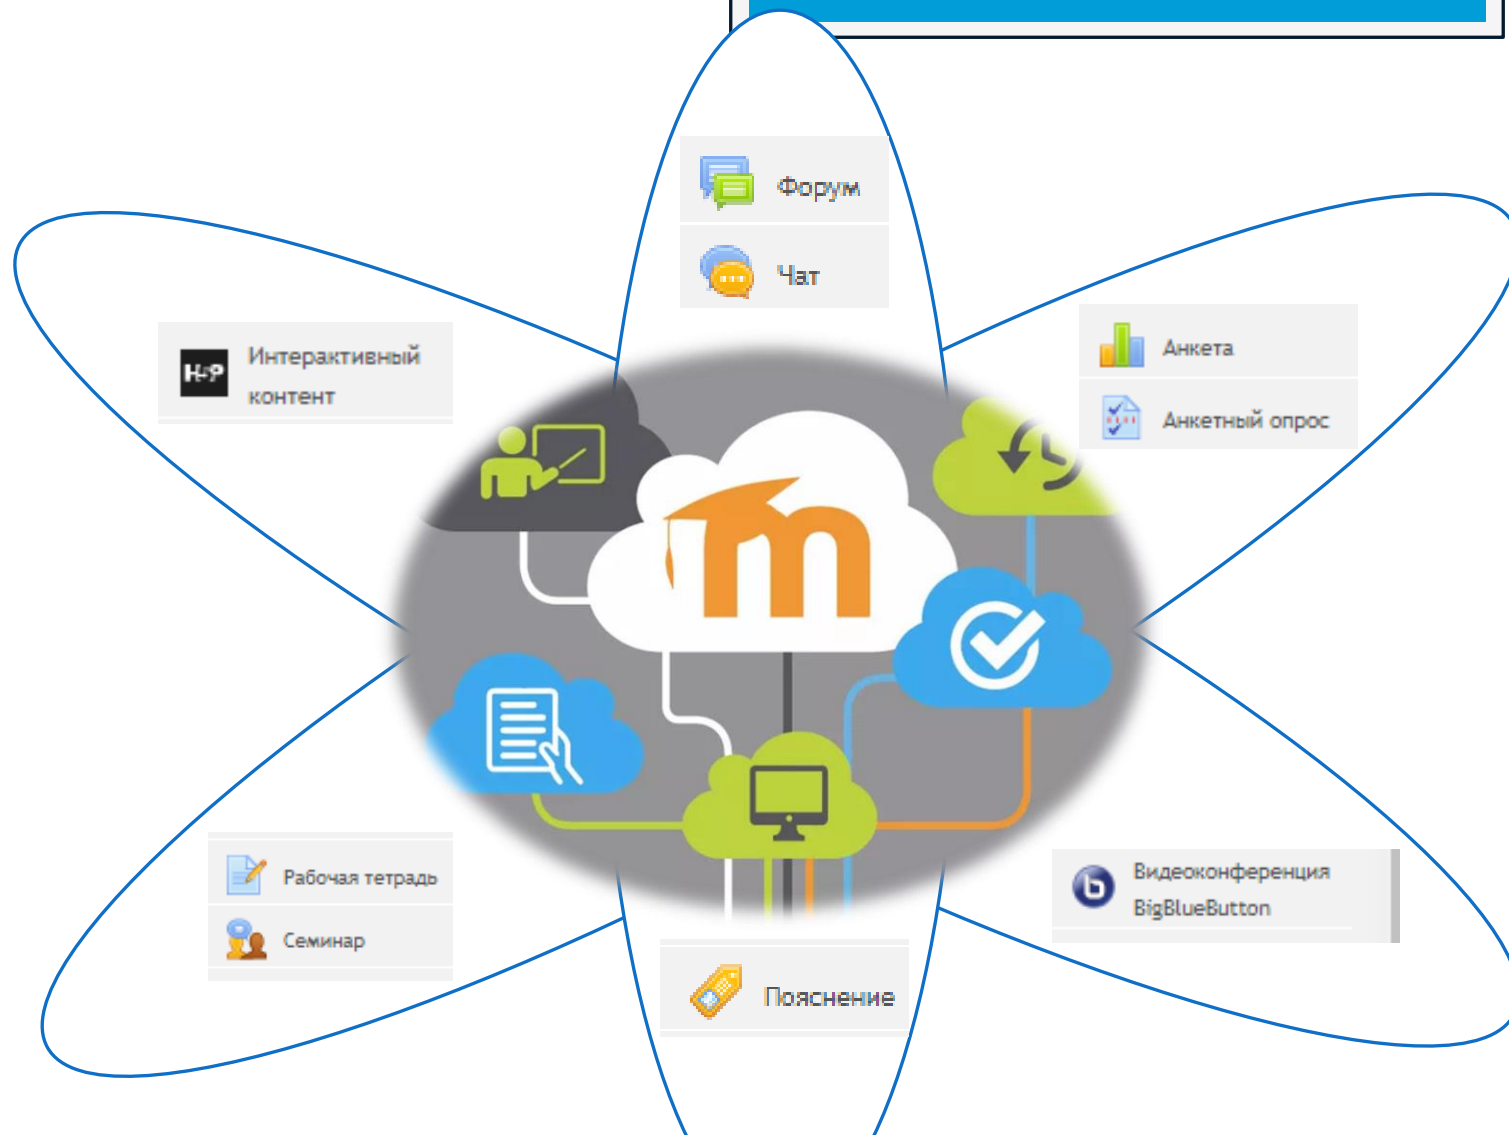 Форум
Чат
Интерактивный
контент
H-P
Анкета
Анкетный опрос
m
Рабочая тетрадь
Семинар
Видеоконференция
BigBlueButton
b
Пояснение